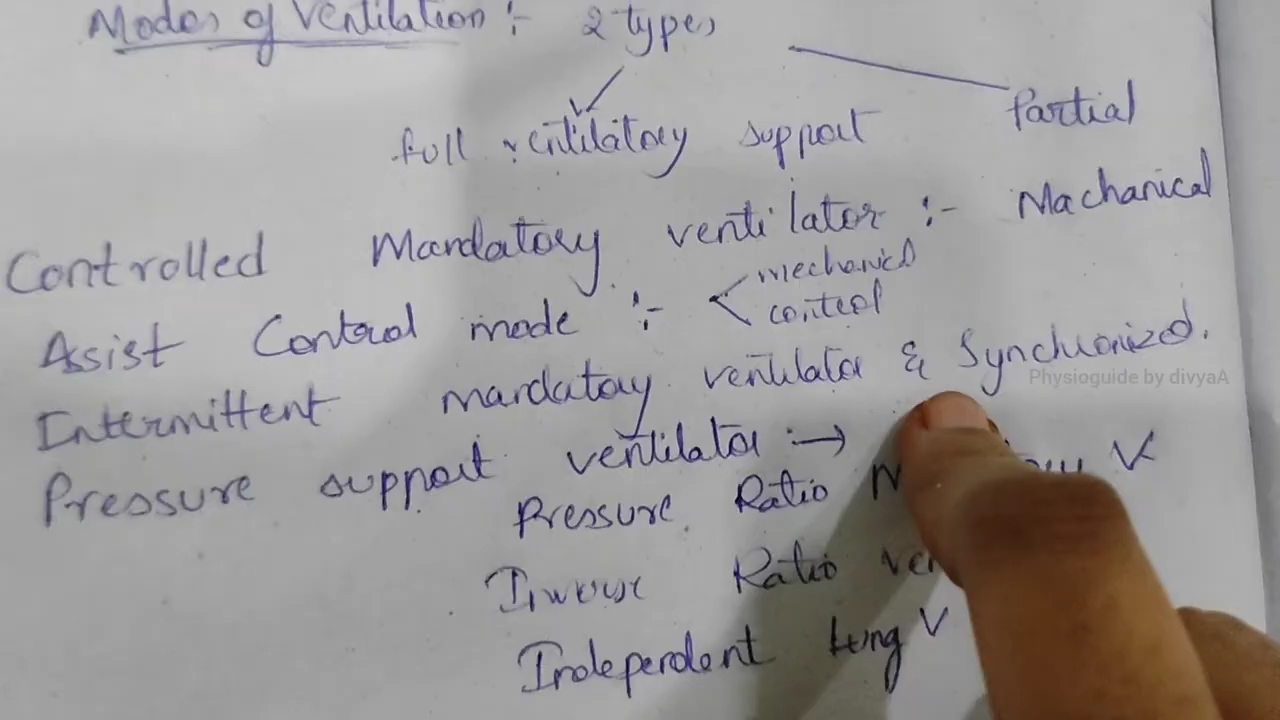 Modes of Ventilation :- 2 types
full ventilatory support Partial
Controlled Mandatory ventilator :- Machanical
Assist Control mode :- < mechanical
control
Intermittent mandatory ventilator & Synchronized.
Physioguide by divyaA
Pressure support ventilator :→
Pressure Ratio V
Inverse Ratio
Independent lung V